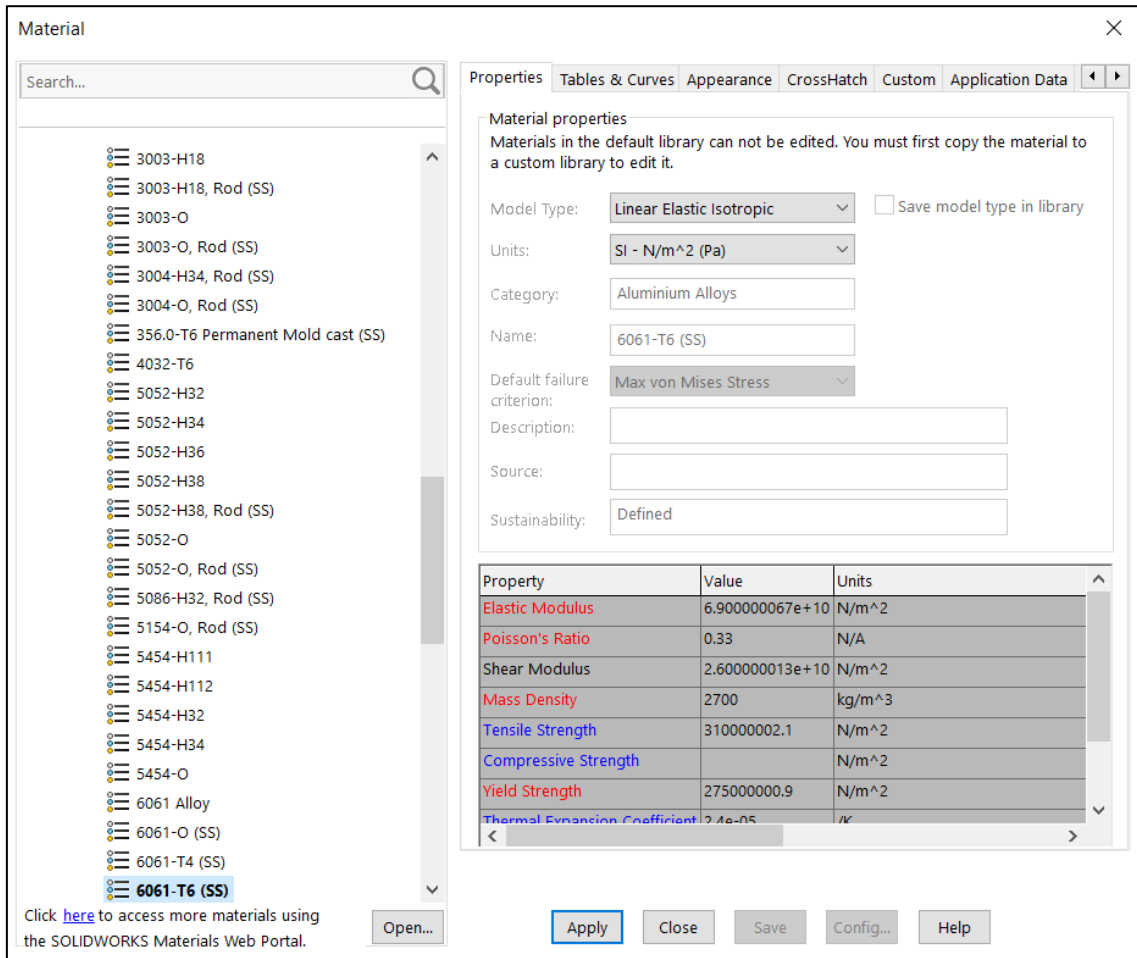 Material
Search...
3003-H18
3003-H18, Rod (SS)
3003-O
3003-O, Rod (SS)
3004-H34, Rod (SS)
3004-O, Rod (SS)
356.0-T6 Permanent Mold cast (SS)
4032-T6
5052-H32
5052-H34
5052-H36
5052-H38
5052-H38, Rod (SS)
5052-O
5052-O, Rod (SS)
5086-H32, Rod (SS)
5154-O, Rod (SS)
5454-H111
5454-H112
5454-H32
5454-H34
5454-O
6061 Alloy
6061-O (SS)
6061-T4 (SS)
6061-T6 (SS)
Click here to access more materials using
the SOLIDWORKS Materials Web Portal.
Open...
Properties Tables & Curves Appearance CrossHatch Custom Application Data
Material properties
Materials in the default library can not be edited. You must first copy the material to
a custom library to edit it.
Model Type: Linear Elastic Isotropic Save model type in library
Units: SI - N/m^2 (Pa)
Category: Aluminium Alloys
Name: 6061-T6 (SS)
Default failure
criterion: Max von Mises Stress
Description:
Source:
Sustainability: Defined
Property Value Units
Elastic Modulus 6.900000067e+10 N/m^2
Poisson's Ratio 0.33 N/A
Shear Modulus 2.600000013e+10 N/m^2
Mass Density 2700 kg/m^3
Tensile Strength 310000002.1 N/m^2
Compressive Strength N/m^2
Yield Strength 275000000.9 N/m^2
Thermal Expansion Coefficient 2.4e-05 /K
Apply Close Save Config... Help